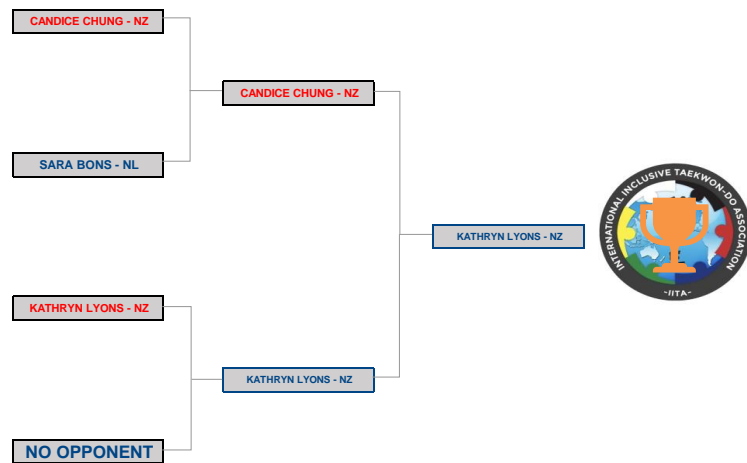 CANDICE CHUNG - NZ
CANDICE CHUNG - NZ
SARA BONS - NL
KATHRYN LYONS - NZ
INTERNATIONAL INCLUSIVE TAEKWON-DO ASSOCIATION
-IITA-
KATHRYN LYONS - NZ
KATHRYN LYONS - NZ
NO OPPONENT